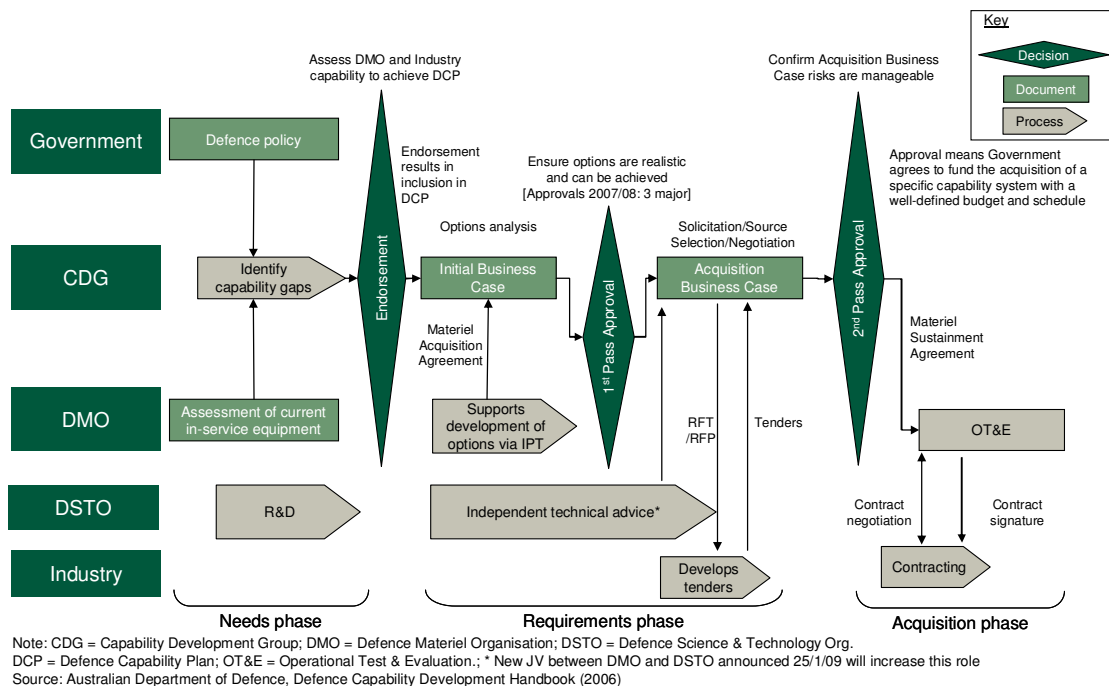 Key
Decision
Document
Process
Assess DMO and Industry
capability to achieve DCP
Confirm Acquisition Business
Case risks are manageable
Government
Defence policy
Endorsement
results in
inclusion in
DCP
Ensure options are realistic
and can be achieved
[Approvals 2007/08: 3 major]
Approval means Government
agrees to fund the acquisition of a
specific capability system with a
well-defined budget and schedule
Options analysis
Solicitation/Source
Selection/Negotiation
CDG
Identify
capability gaps
Endorsement
Initial Business
Case
1st Pass Approval
Acquisition
Business Case
2nd Pass Approval
Materiel
Acquisition
Agreement
Materiel
Sustainment
Agreement
DMO
Assessment of current
in-service equipment
Supports
development of
options via IPT
RFT
/RFP
Tenders
OT&E
DSTO
R&D
Independent technical advice*
Contract
negotiation
Contract
signature
Industry
Develops
tenders
Contracting
Needs phase
Requirements phase
Acquisition phase
Note: CDG = Capability Development Group; DMO = Defence Materiel Organisation; DSTO = Defence Science & Technology Org.
DCP = Defence Capability Plan; OT&E = Operational Test & Evaluation.; * New JV between DMO and DSTO announced 25/1/09 will increase this role
Source: Australian Department of Defence, Defence Capability Development Handbook (2006)